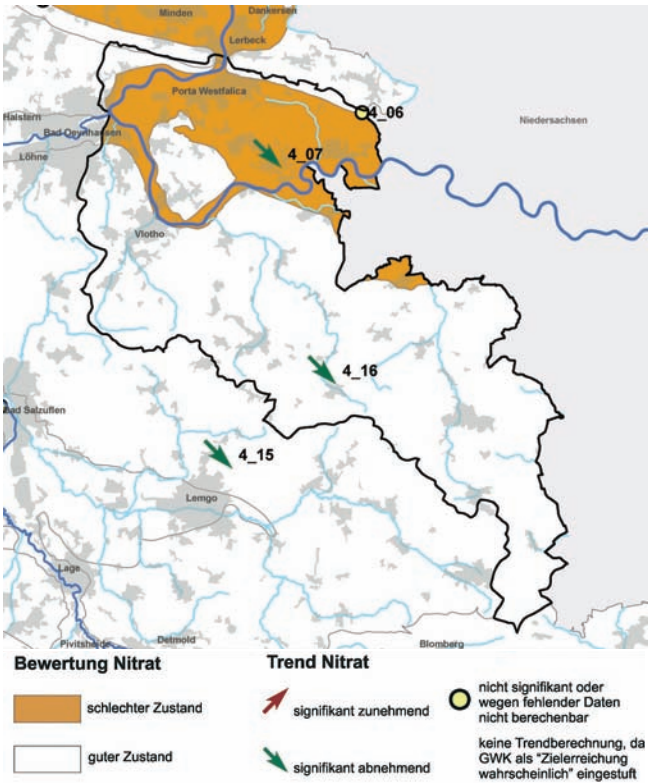 Minden
Dankersen
Lerbeck
Porta Westfalica
4_06
Niedersachsen
Halstern
Bad Oeynhausen
Löhne
4_07
Vlotho
4_16
Bad Salzuflen
4_15
Lemgo
Lage
Pivitsheide
Detmold
Blomberg
Bewertung Nitrat
schlechter Zustand
guter Zustand
Trend Nitrat
signifikant zunehmend
signifikant abnehmend
nicht signifikant oder
wegen fehlender Daten
nicht berechenbar
keine Trendberechnung, da
GWK als "Zielerreichung
wahrscheinlich" eingestuft